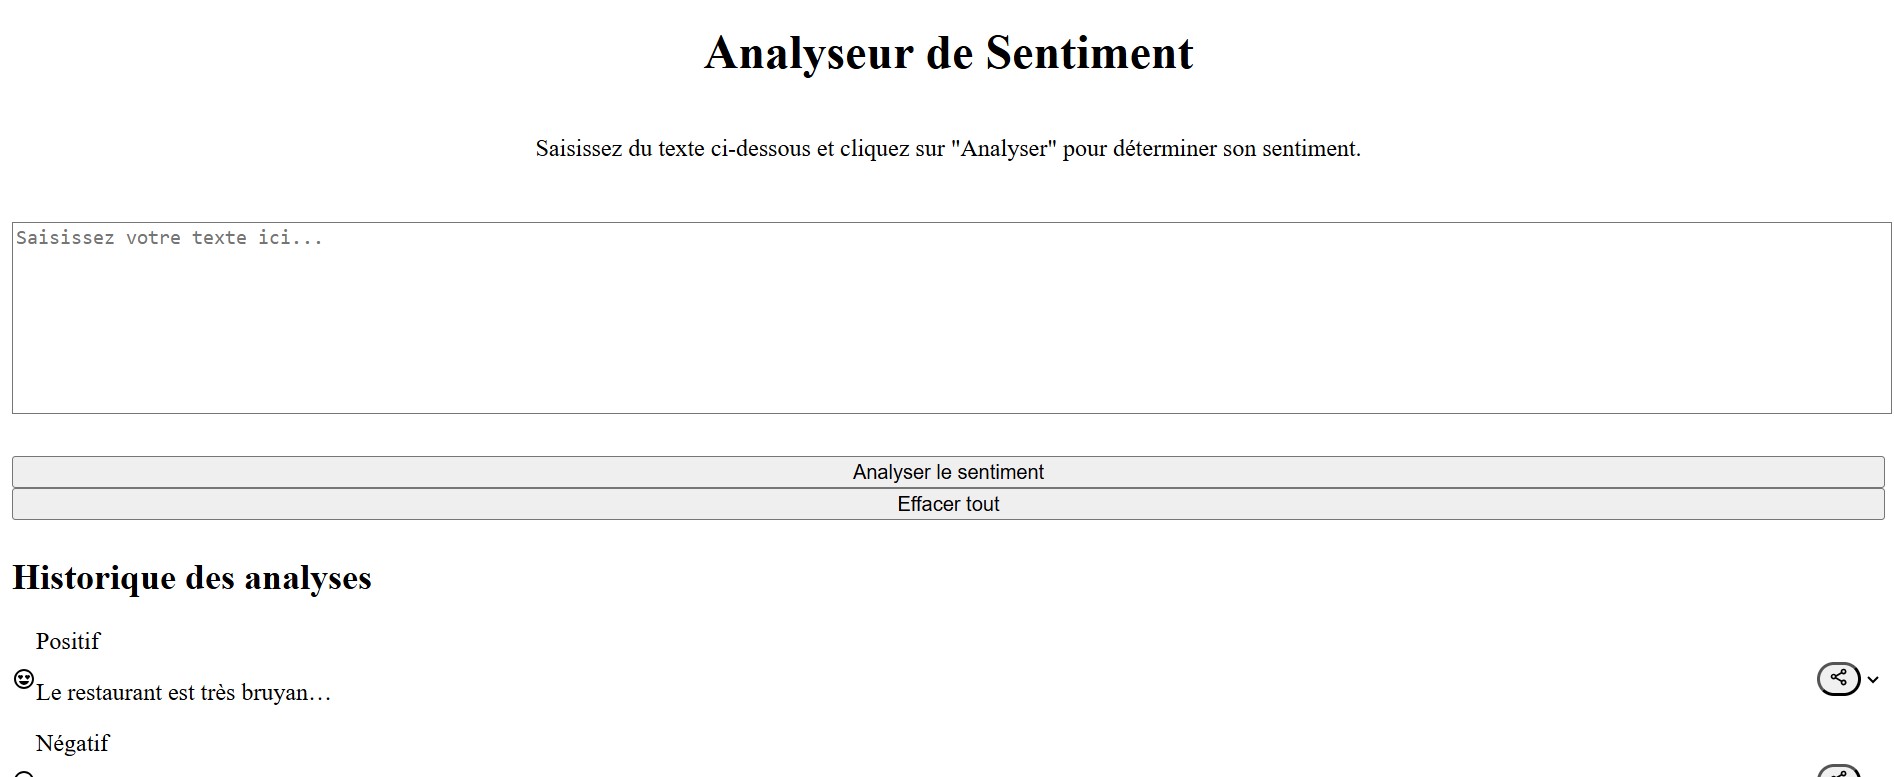 Analyseur de Sentiment
Saisissez du texte ci-dessous et cliquez sur "Analyser" pour déterminer son sentiment.
Saisissez votre texte ici...
Analyser le sentiment
Effacer tout
Historique des analyses
Positif
Le restaurant est très bruyan…
Négatif